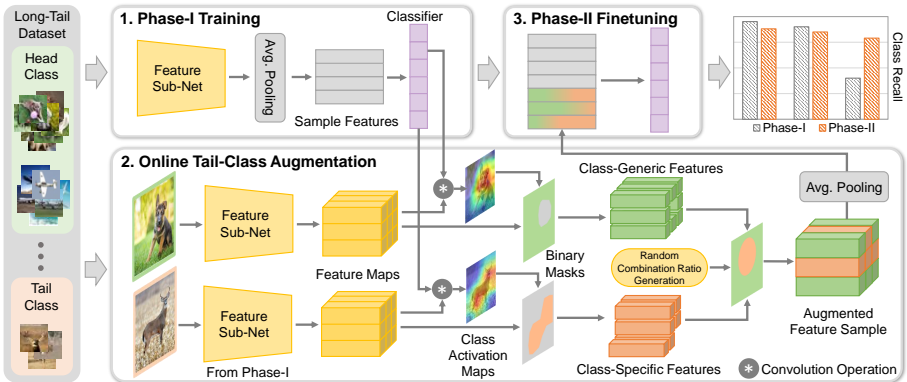 Long-Tail
Dataset
Head
Class
Tail
Class
1. Phase-I Training
Feature
Sub-Net
Avg. Pooling
Sample Features
Classifier
3. Phase-II Finetuning
Class Recall
Phase-I
Phase-II
2. Online Tail-Class Augmentation
Feature
Sub-Net
Feature Maps
Feature
Sub-Net
From Phase-I
*
*
Binary
Masks
Class
Activation
Maps
Class-Generic Features
Random
Combination Ratio
Generation
Class-Specific Features
Avg. Pooling
Augmented
Feature Sample
* Convolution Operation